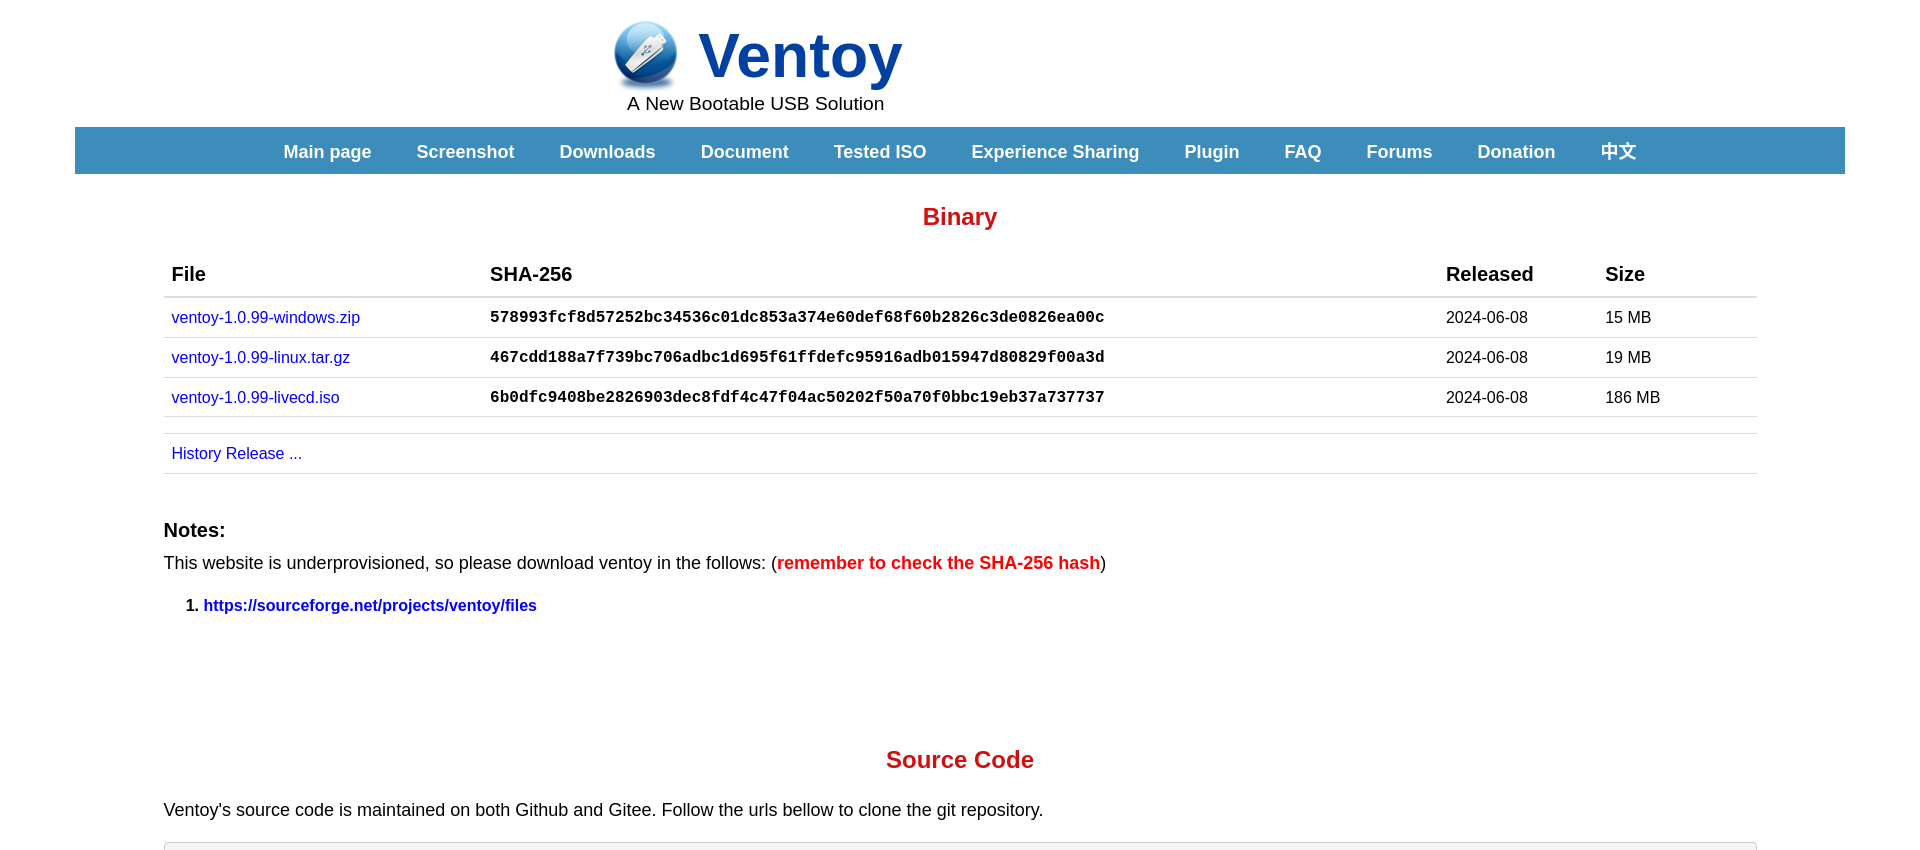 Ventoy
A New Bootable USB Solution
Main page Screenshot Downloads Document Tested ISO Experience Sharing Plugin FAQ Forums Donation 中文
Binary
File SHA-256 Released Size
ventoy-1.0.99-windows.zip 578993fcf8d57252bc34536c01dc853a374e60def68f60b2826c3de0826ea00c 2024-06-08 15 MB
ventoy-1.0.99-linux.tar.gz 467cdd188a7f739bc706adbc1d695f61ffdefc95916adb015947d80829f00a3d 2024-06-08 19 MB
ventoy-1.0.99-livecd.iso 6b0dfc9408be2826903dec8fdf4c47f04ac50202f50a70f0bbc19eb37a737737 2024-06-08 186 MB
History Release ...
Notes:
This website is underprovisioned, so please download ventoy in the follows: (remember to check the SHA-256 hash)
1. https://sourceforge.net/projects/ventoy/files
Source Code
Ventoy's source code is maintained on both Github and Gitee. Follow the urls bellow to clone the git repository.